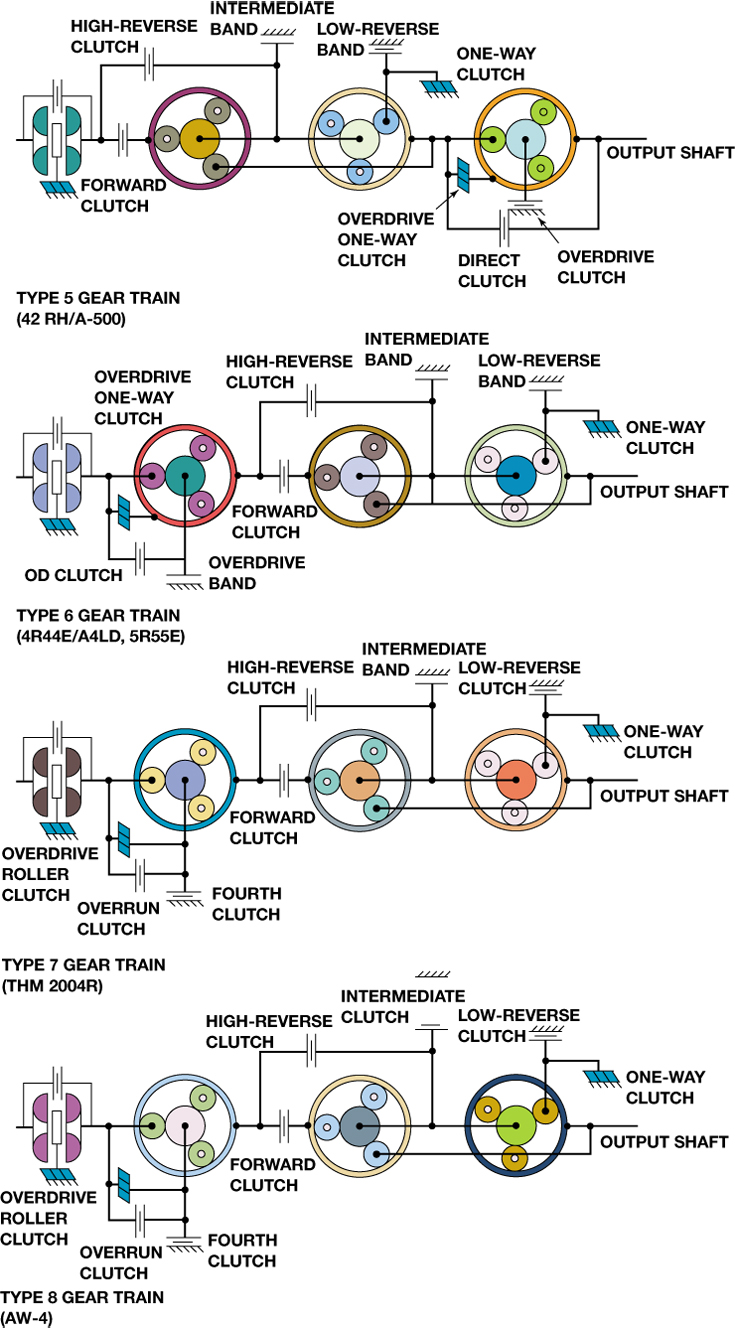 HIGH-REVERSE
CLUTCH
INTERMEDIATE
BAND
LOW-REVERSE
BAND
ONE-WAY
CLUTCH
OUTPUT SHAFT
FORWARD
CLUTCH
OVERDRIVE
ONE-WAY
CLUTCH
DIRECT
CLUTCH
OVERDRIVE
CLUTCH
TYPE 5 GEAR TRAIN
(42 RH/A-500)
OVERDRIVE
ONE-WAY
CLUTCH
HIGH-REVERSE
CLUTCH
INTERMEDIATE
BAND
LOW-REVERSE
BAND
ONE-WAY
CLUTCH
OUTPUT SHAFT
FORWARD
CLUTCH
OD CLUTCH
OVERDRIVE
BAND
TYPE 6 GEAR TRAIN
(4R44E/A4LD, 5R55E)
HIGH-REVERSE
CLUTCH
INTERMEDIATE
BAND
LOW-REVERSE
CLUTCH
ONE-WAY
CLUTCH
OUTPUT SHAFT
FORWARD
CLUTCH
OVERDRIVE
ROLLER
CLUTCH
OVERRUN
CLUTCH
FOURTH
CLUTCH
TYPE 7 GEAR TRAIN
(THM 2004R)
HIGH-REVERSE
CLUTCH
INTERMEDIATE
CLUTCH
LOW-REVERSE
CLUTCH
ONE-WAY
CLUTCH
OUTPUT SHAFT
FORWARD
CLUTCH
OVERDRIVE
ROLLER
CLUTCH
OVERRUN
CLUTCH
FOURTH
CLUTCH
TYPE 8 GEAR TRAIN
(AW-4)